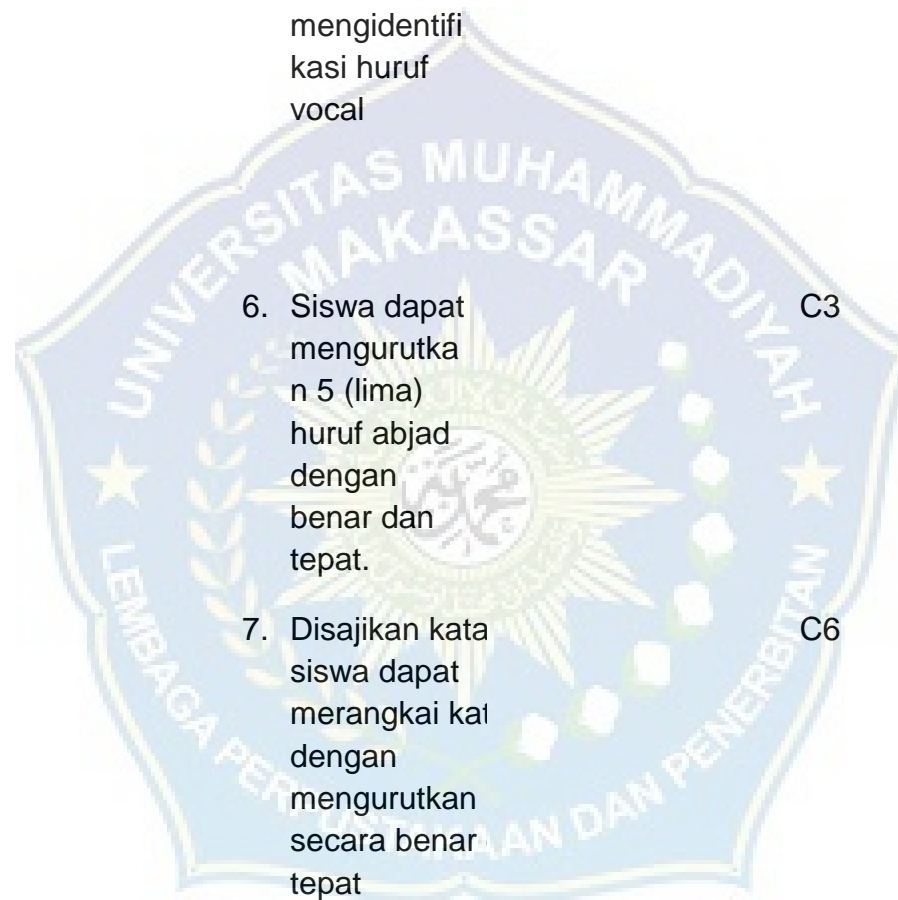 mengidentifi
kasi huruf
vocal
UNIVERSITAS MUHAMMADIYAH
MAKASSAR
6. Siswa dapat C3
mengurutka
n 5 (lima)
huruf abjad
dengan
benar dan
tepat.
7. Disajikan kata C6
siswa dapat
merangkai kat
dengan
mengurutkan
secara benar
tepat
LEMBAGA PERPUSTAKAAN DAN PENERBITAN